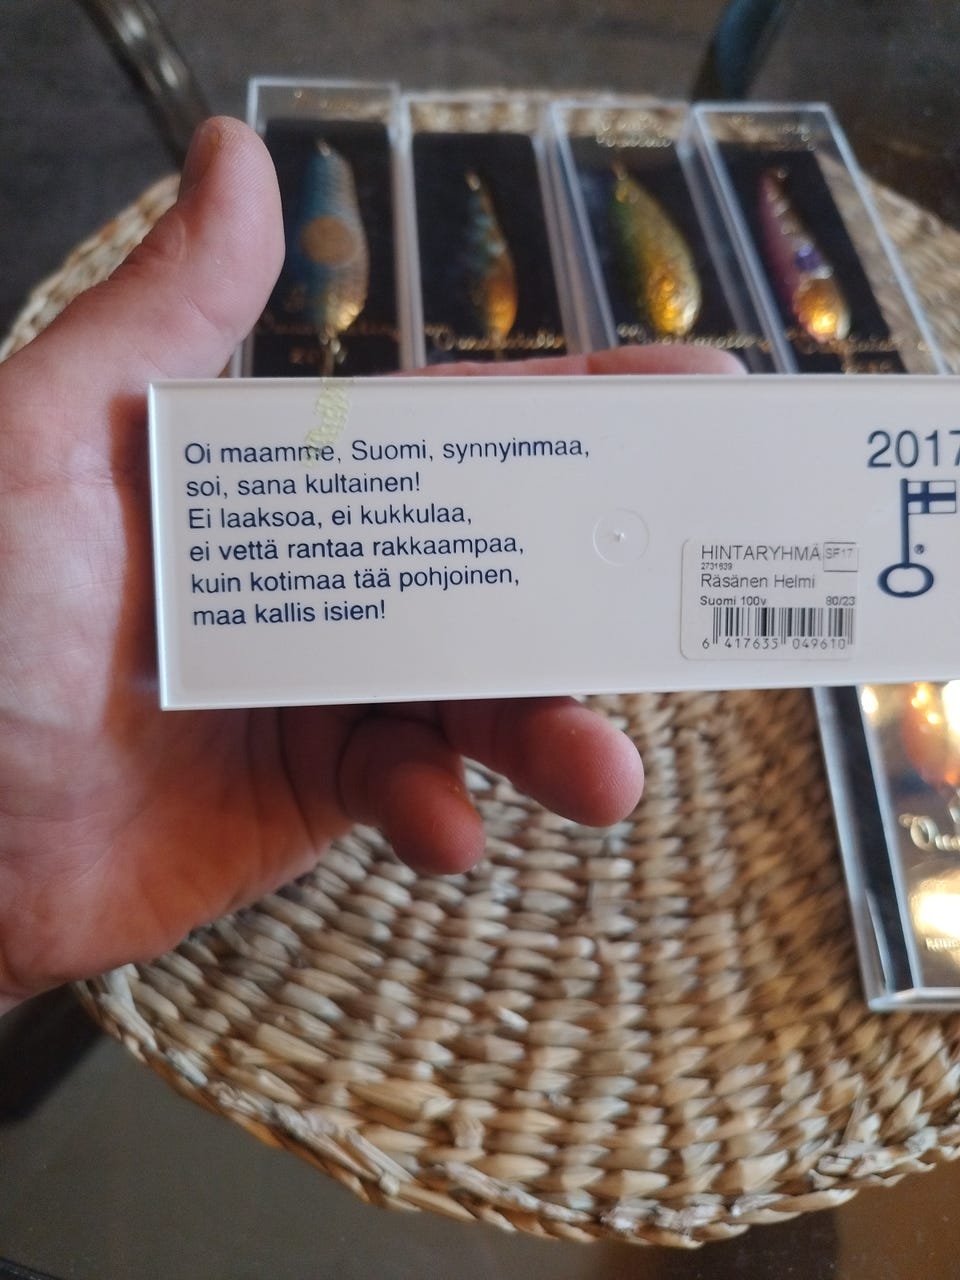 Oi maamme, Suomi, synnyinmaa,
soi, sana kultainen!
Ei laaksoa, ei kukkulaa,
ei vettä rantaa rakkaampaa,
kuin kotimaa tää pohjoinen,
maa kallis isien!
2017
®
HINTARYHMÄ SF17
2731639
Räsänen Helmi
Suomi 100v 80/23
6 417635 049610